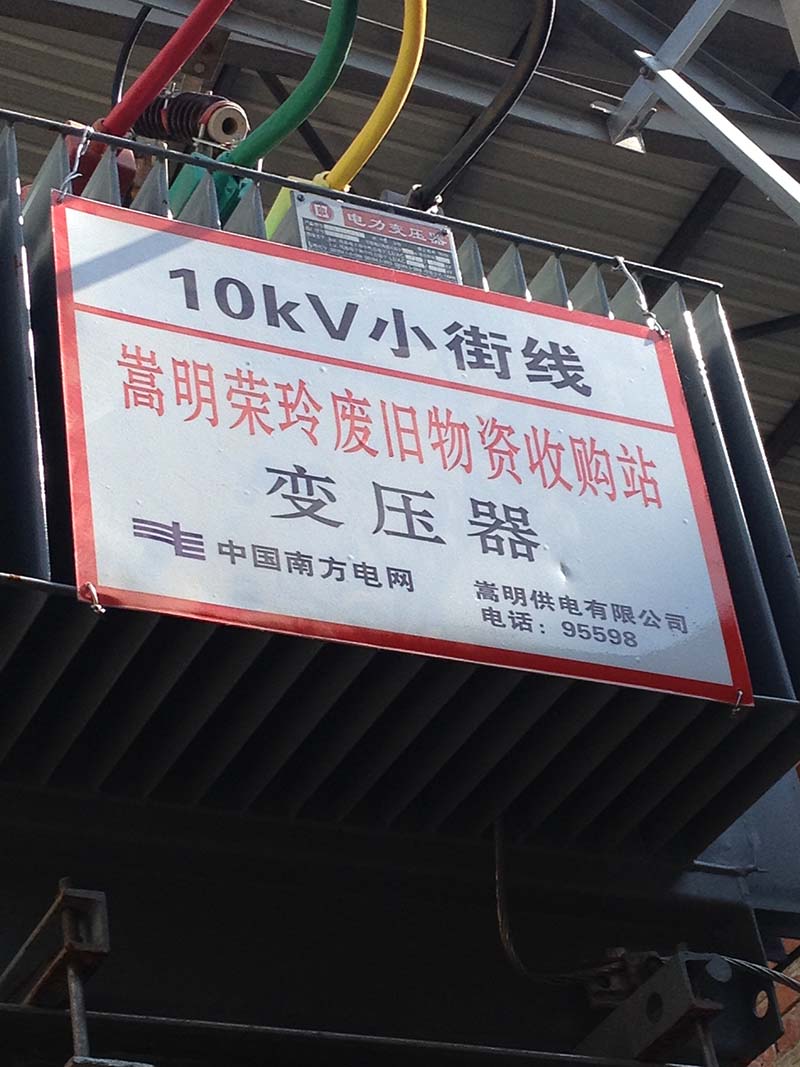 电力变压器
10kV小街线
嵩明荣玲废旧物资收购站
变压器
中国南方电网
嵩明供电有限公司
电话：95598